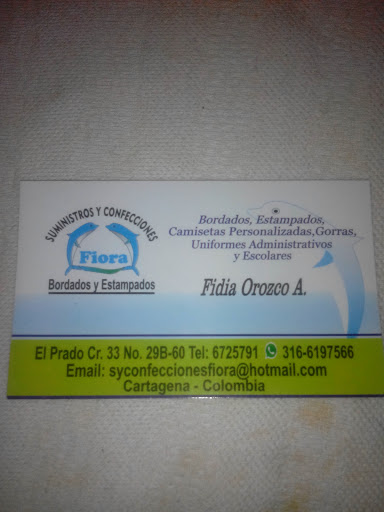 SUMINISTROS Y CONFECCIONES
Fiora
Bordados y Estampados
Bordados, Estampados,
Camisetas Personalizadas,Gorras,
Uniformes Administrativos
y Escolares
Fidia Orozco A.
El Prado Cr. 33 No. 29B-60 Tel: 6725791 316-6197566
Email: syconfeccionesfiora@hotmail.com
Cartagena - Colombia